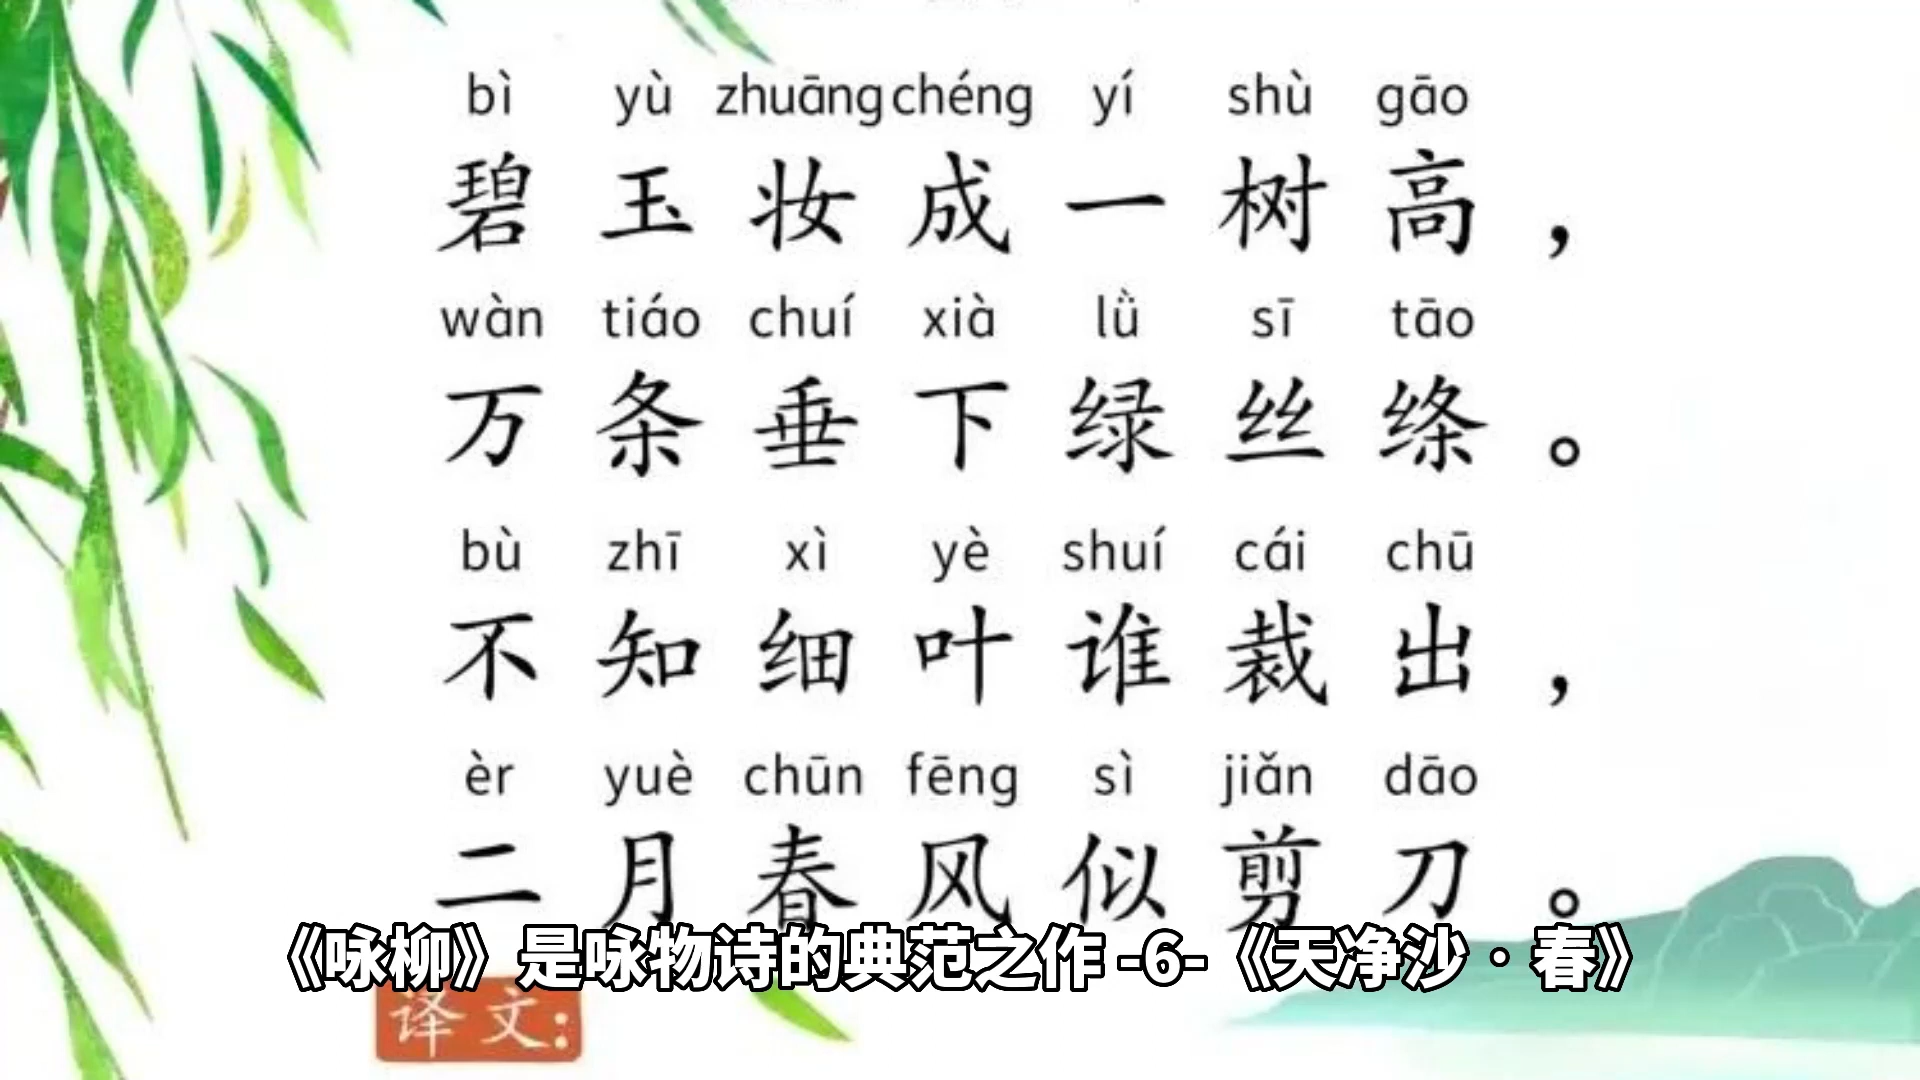 bì yù zhuāng chéng yí shù gāo
碧玉妆成一树高，
wàn tiáo chuí xià lǜ sī tāo
万条垂下绿丝绦。
bù zhī xì yè shuí cái chū
不知细叶谁裁出，
èr yuè chūn fēng sì jiǎn dāo
二月春风似剪刀。
《咏柳》是咏物诗的典范之作 -6-《天净沙·春》
译文：